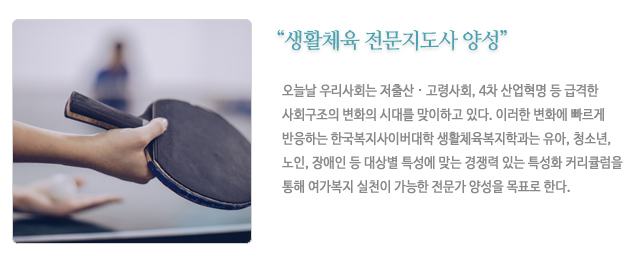 “생활체육 전문지도사 양성”
오늘날 우리사회는 저출산 · 고령사회, 4차 산업혁명 등 급격한
사회구조의 변화의 시대를 맞이하고 있다. 이러한 변화에 빠르게
반응하는 한국복지사이버대학 생활체육복지학과는 유아, 청소년,
노인, 장애인 등 대상별 특성에 맞는 경쟁력 있는 특성화 커리큘럼을
통해 여가복지 실천이 가능한 전문가 양성을 목표로 한다.